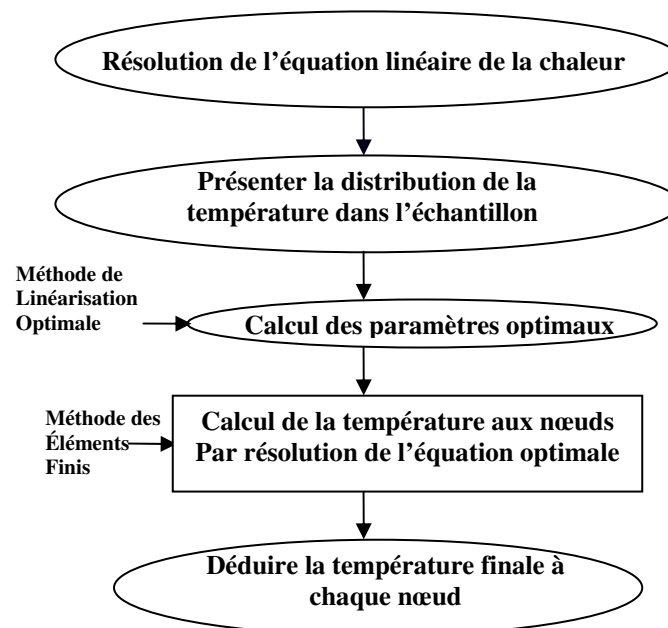 Résolution de l'équation linéaire de la chaleur
Présenter la distribution de la
température dans l'échantillon
Méthode de
Linéarisation
Optimale
Calcul des paramètres optimaux
Méthode des
Éléments
Finis
Calcul de la température aux nœuds
Par résolution de l'équation optimale
Déduire la température finale à
chaque nœud